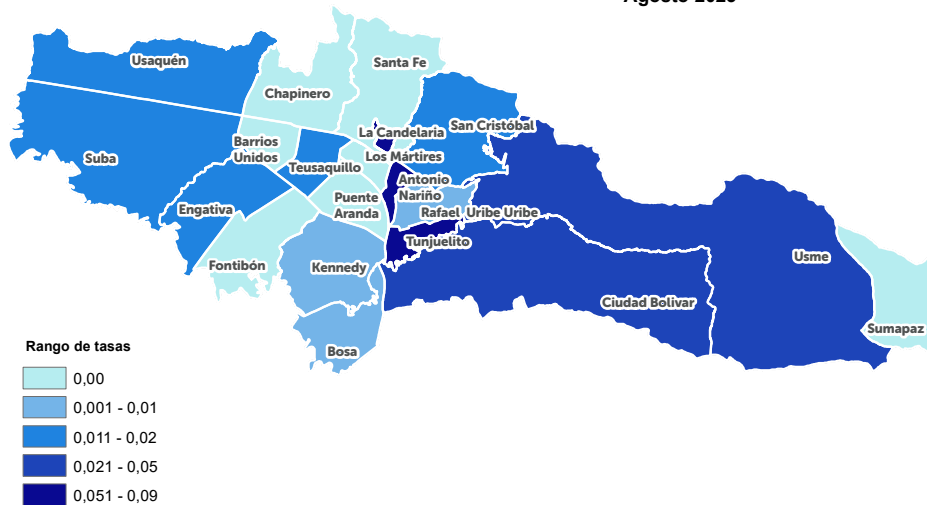 Usaquén
Santa Fe
Chapinero
La Candelaria
San Cristóbal
Barrios
Unidos
Suba
Teusaquillo
Los Mártires
Antonio
Nariño
Puente
Aranda
Engativa
Rafael Uribe Uribe
Tunjuelito
Fontibón
Kennedy
Usme
Ciudad Bolivar
Sumapaz
Bosa
Rango de tasas
0,00
0,001 - 0,01
0,011 - 0,02
0,021 - 0,05
0,051 - 0,09